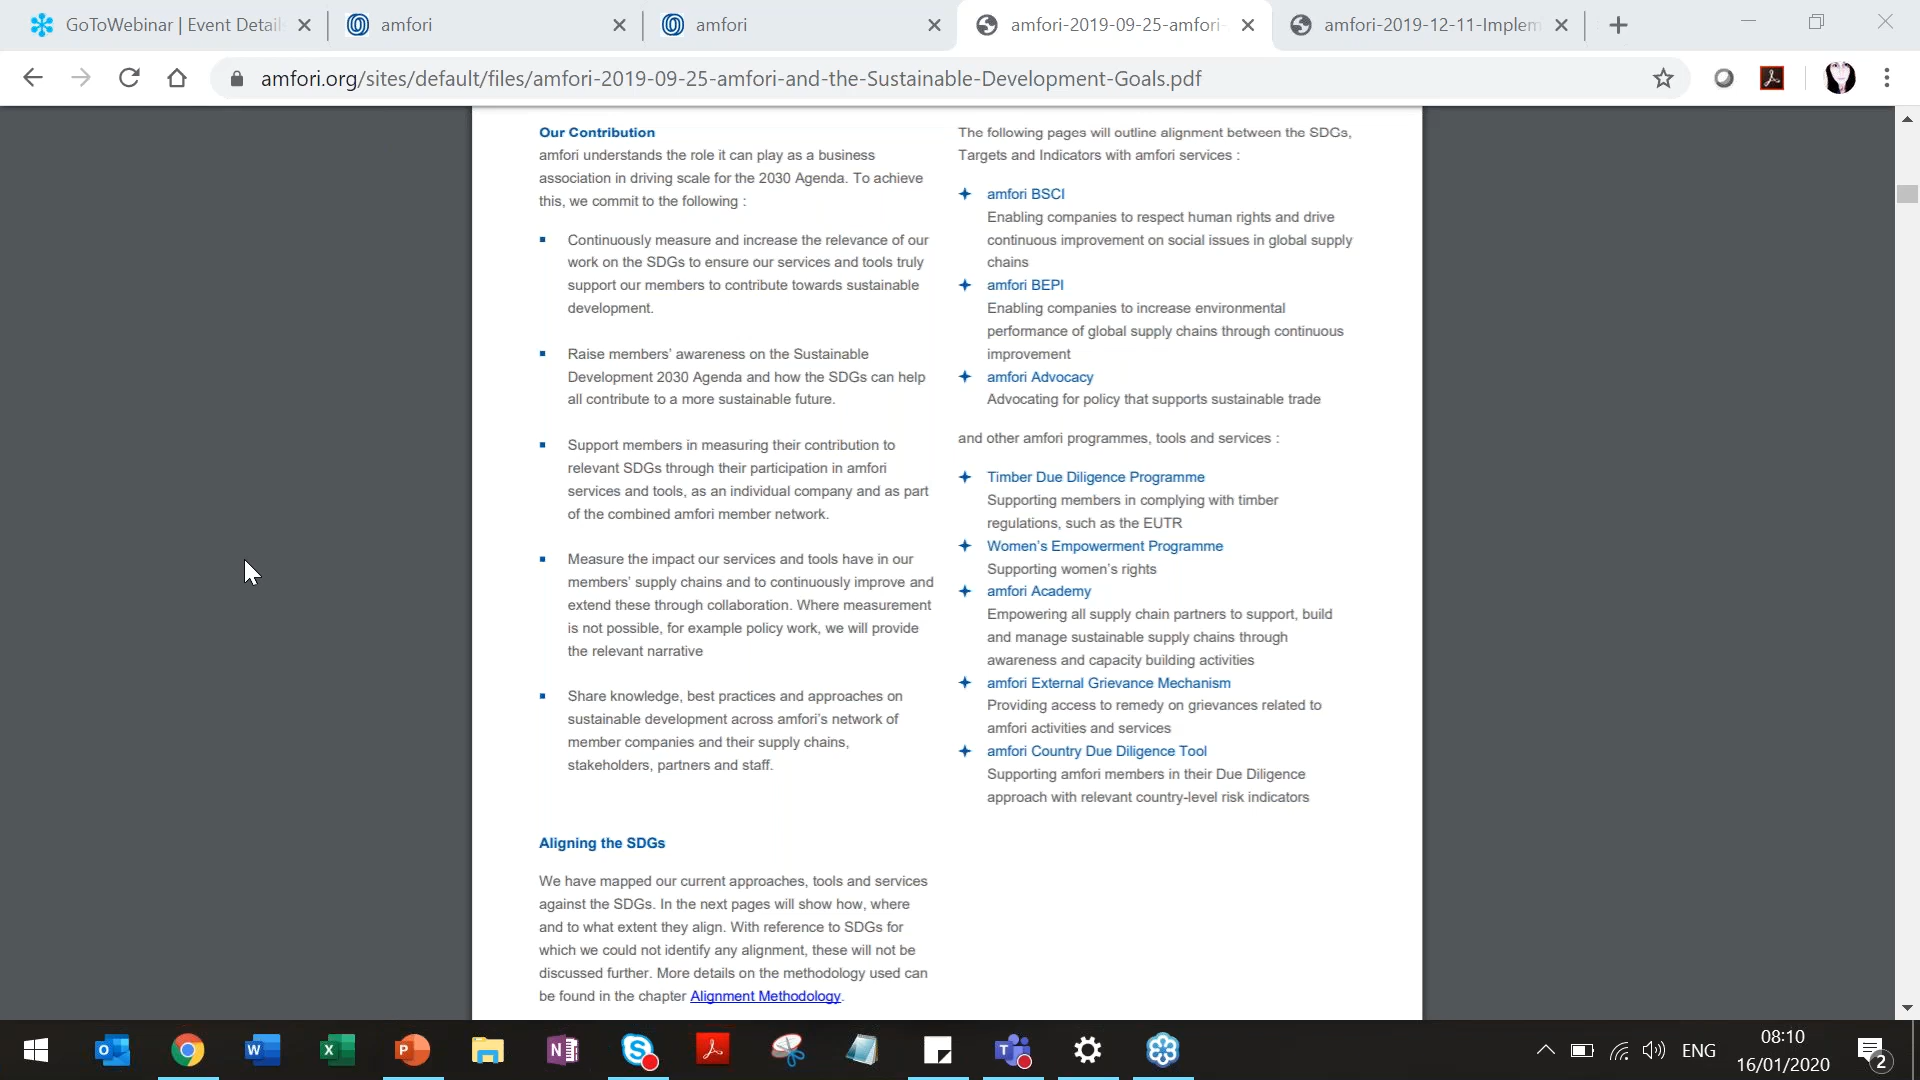 GoToWebinar | Event Details
amfori
amfori
amfori-2019-09-25-amfori-
amfori-2019-12-11-Implem
amfori.org/sites/default/files/amfori-2019-09-25-amfori-and-the-Sustainable-Development-Goals.pdf
Our Contribution
amfori understands the role it can play as a business
association in driving scale for the 2030 Agenda. To achieve
this, we commit to the following :
Continuously measure and increase the relevance of our
work on the SDGs to ensure our services and tools truly
support our members to contribute towards sustainable
development.
Raise members' awareness on the Sustainable
Development 2030 Agenda and how the SDGs can help
all contribute to a more sustainable future.
Support members in measuring their contribution to
relevant SDGs through their participation in amfori
services and tools, as an individual company and as part
of the combined amfori member network.
Measure the impact our services and tools have in our
members' supply chains and to continuously improve and
extend these through collaboration. Where measurement
is not possible, for example policy work, we will provide
the relevant narrative
Share knowledge, best practices and approaches on
sustainable development across amfori's network of
member companies and their supply chains,
stakeholders, partners and staff.
Aligning the SDGs
We have mapped our current approaches, tools and services
against the SDGs. In the next pages will show how, where
and to what extent they align. With reference to SDGs for
which we could not identify any alignment, these will not be
discussed further. More details on the methodology used can
be found in the chapter Alignment Methodology.
The following pages will outline alignment between the SDGs,
Targets and Indicators with amfori services :
amfori BSCI
Enabling companies to respect human rights and drive
continuous improvement on social issues in global supply
chains
amfori BEPI
Enabling companies to increase environmental
performance of global supply chains through continuous
improvement
amfori Advocacy
Advocating for policy that supports sustainable trade
and other amfori programmes, tools and services :
Timber Due Diligence Programme
Supporting members in complying with timber
regulations, such as the EUTR
Women's Empowerment Programme
Supporting women's rights
amfori Academy
Empowering all supply chain partners to support, build
and manage sustainable supply chains through
awareness and capacity building activities
amfori External Grievance Mechanism
Providing access to remedy on grievances related to
amfori activities and services
amfori Country Due Diligence Tool
Supporting amfori members in their Due Diligence
approach with relevant country-level risk indicators
ENG
08:10
16/01/2020
2